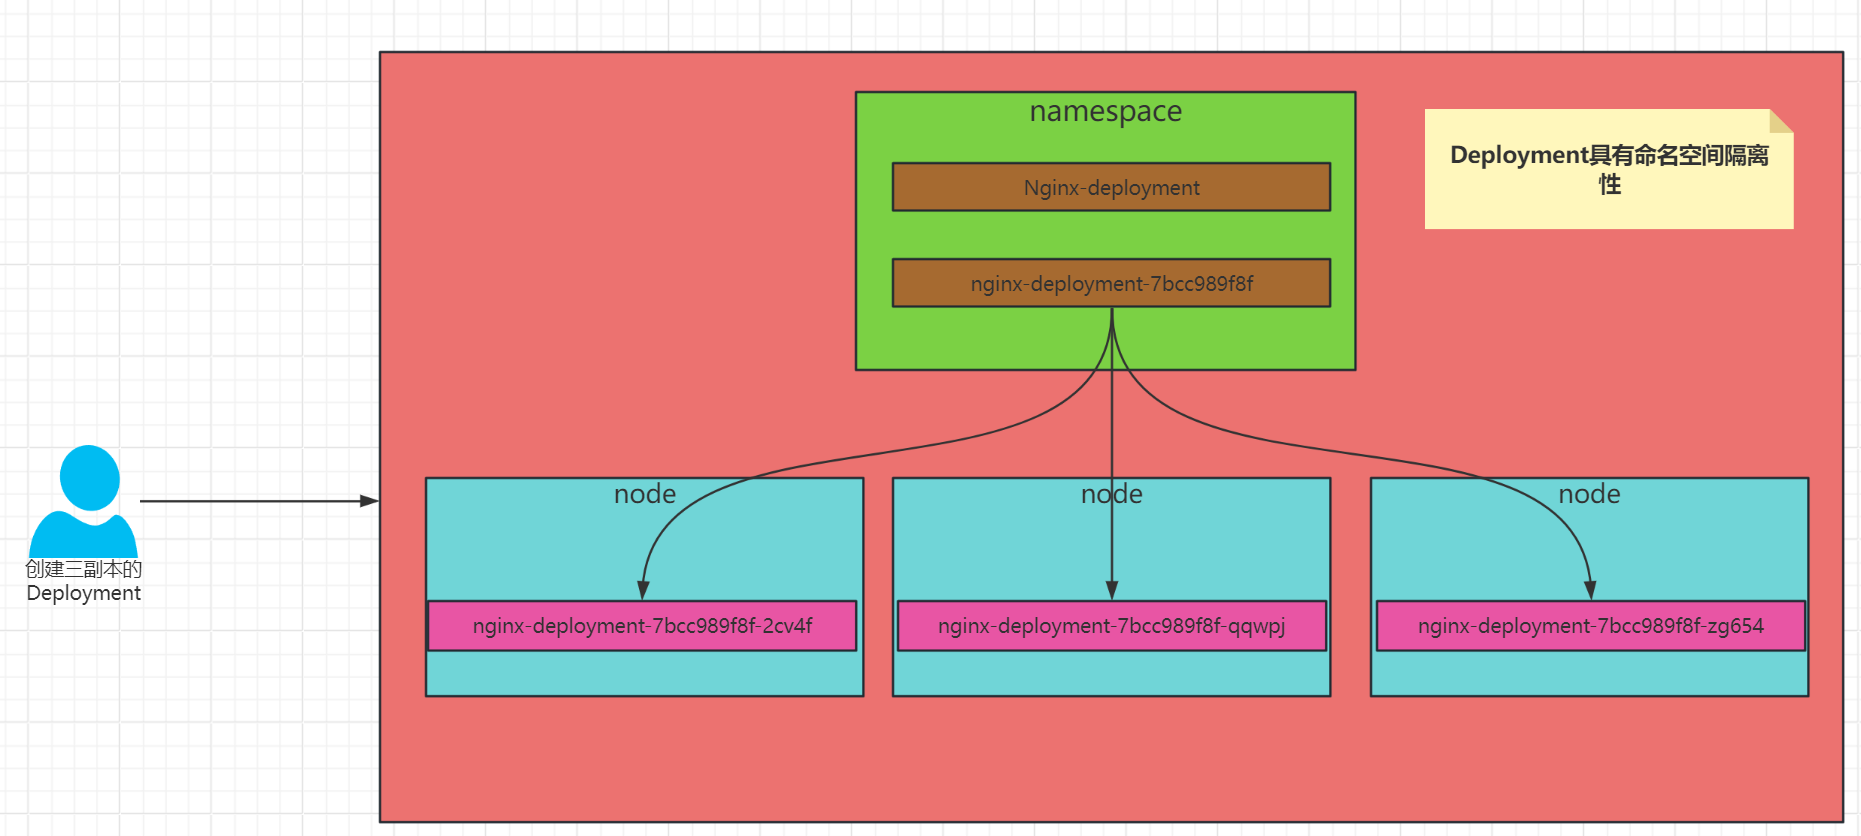 namespace
Nginx-deployment
nginx-deployment-7bcc989f8f
Deployment具有命名空间隔离
性
创建三副本的
Deployment
node
node
node
nginx-deployment-7bcc989f8f-2cv4f
nginx-deployment-7bcc989f8f-qqwpj
nginx-deployment-7bcc989f8f-zg654